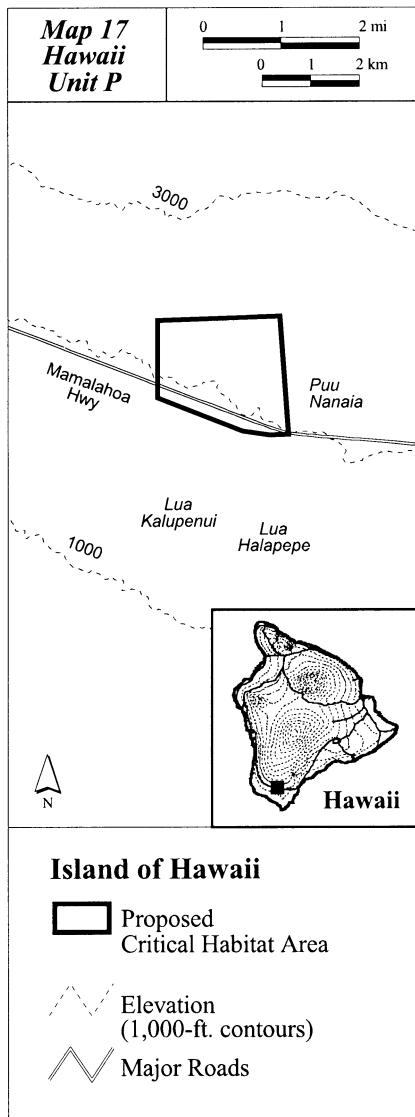 Map 17
Hawaii
Unit P
0 1 2 mi
0 1 2 km
3000
Mamalahoa
Hwy
Puu
Nanaia
Lua
Kalupenui
Lua
Halapepe
1000
N
Hawaii
Island of Hawaii
Proposed
Critical Habitat Area
Elevation
(1,000-ft. contours)
Major Roads